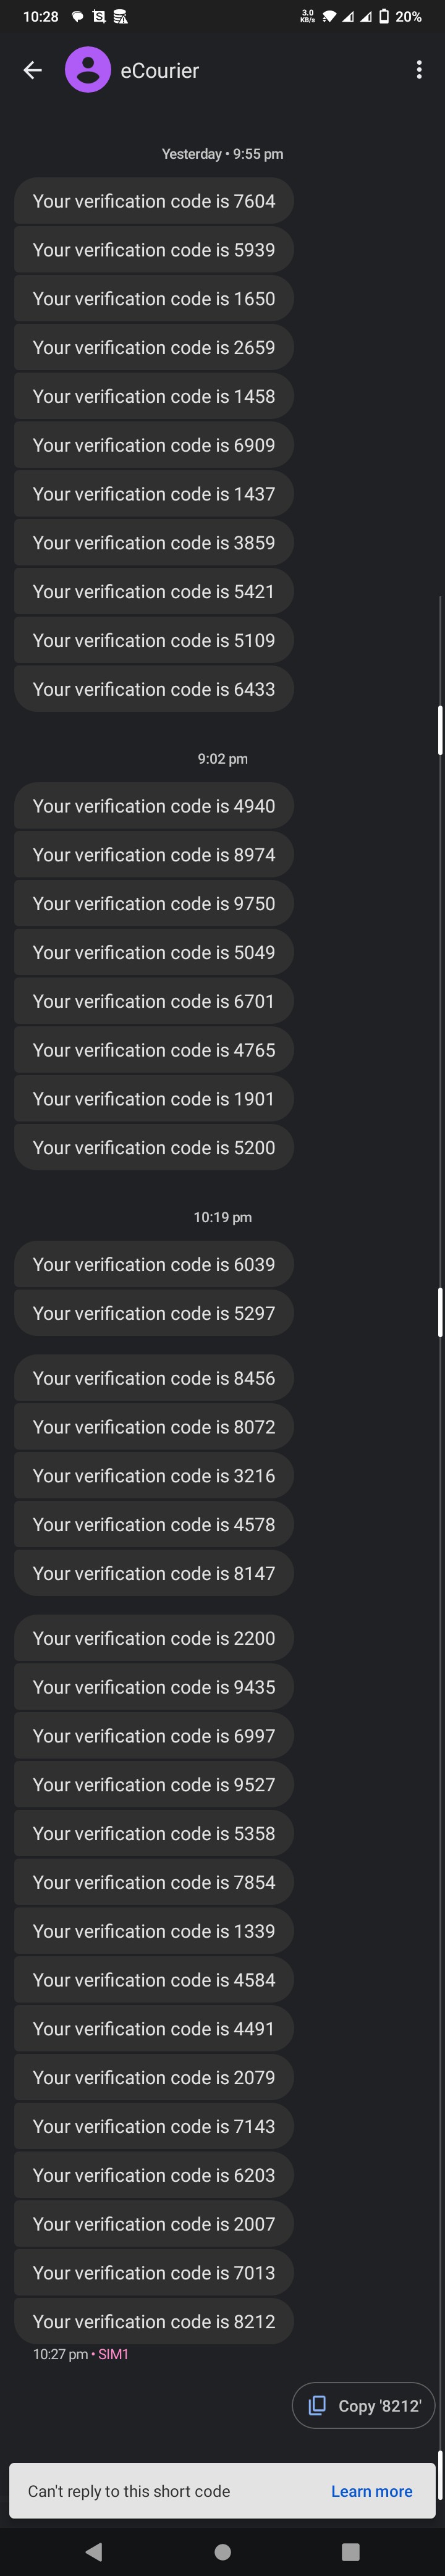 10:28
3.0
KB/s
20%
eCourier
Yesterday • 9:55 pm
Your verification code is 7604
Your verification code is 5939
Your verification code is 1650
Your verification code is 2659
Your verification code is 1458
Your verification code is 6909
Your verification code is 1437
Your verification code is 3859
Your verification code is 5421
Your verification code is 5109
Your verification code is 6433
9:02 pm
Your verification code is 4940
Your verification code is 8974
Your verification code is 9750
Your verification code is 5049
Your verification code is 6701
Your verification code is 4765
Your verification code is 1901
Your verification code is 5200
10:19 pm
Your verification code is 6039
Your verification code is 5297
Your verification code is 8456
Your verification code is 8072
Your verification code is 3216
Your verification code is 4578
Your verification code is 8147
Your verification code is 2200
Your verification code is 9435
Your verification code is 6997
Your verification code is 9527
Your verification code is 5358
Your verification code is 7854
Your verification code is 1339
Your verification code is 4584
Your verification code is 4491
Your verification code is 2079
Your verification code is 7143
Your verification code is 6203
Your verification code is 2007
Your verification code is 7013
Your verification code is 8212
10:27 pm • SIM1
Copy '8212'
Can't reply to this short code
Learn more